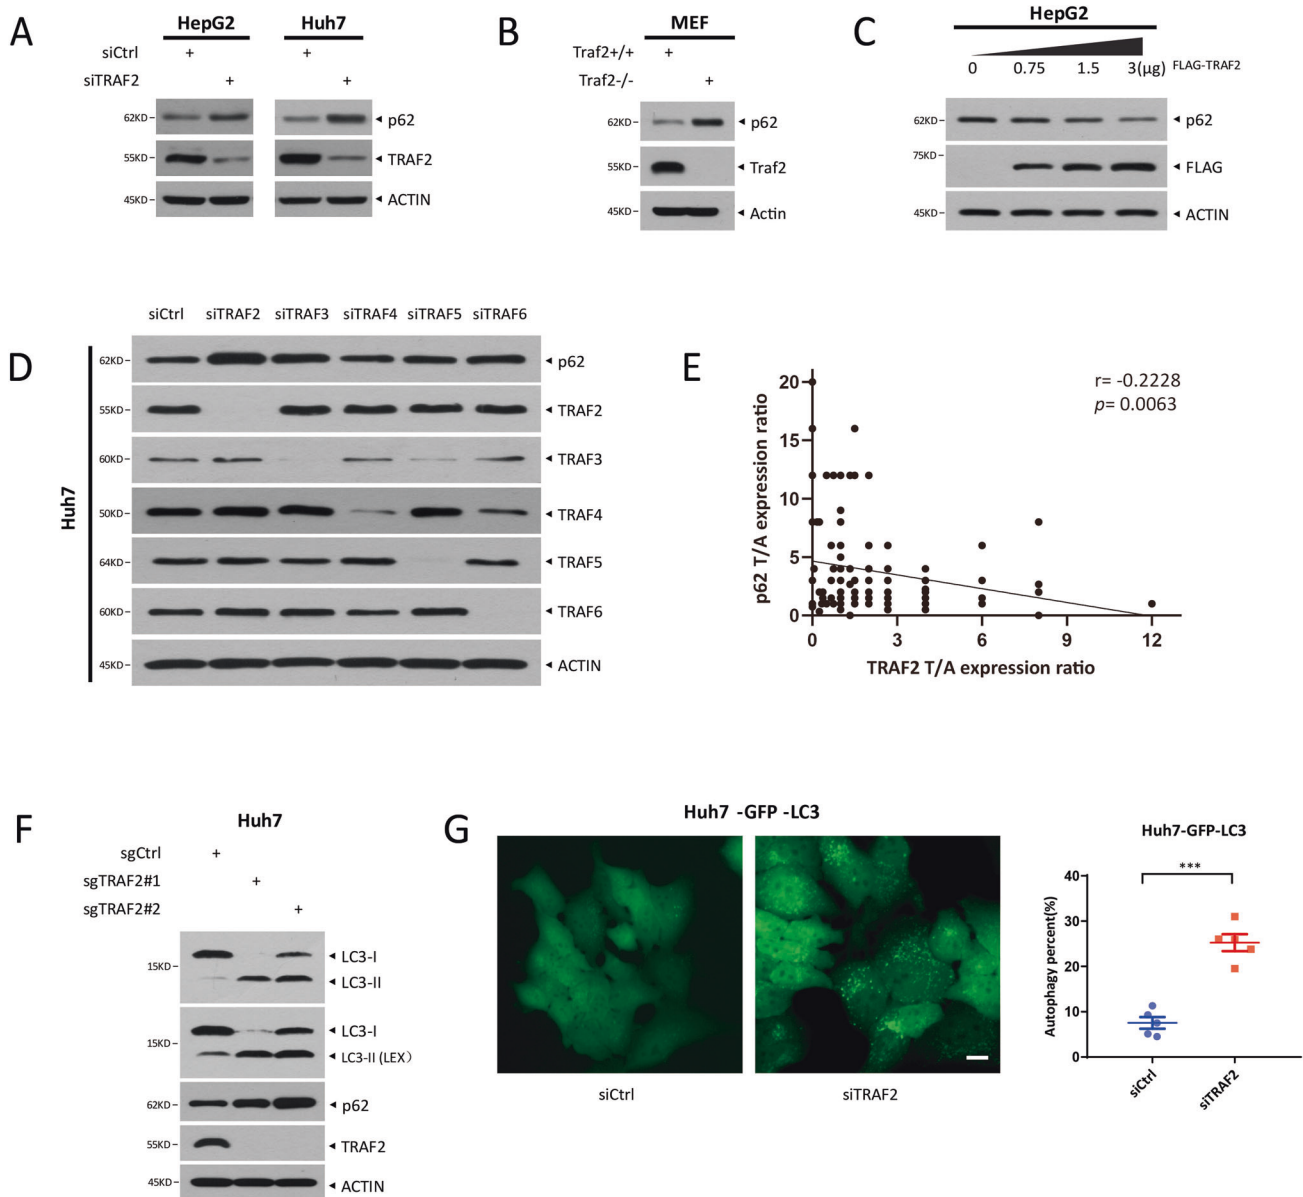 A
HepG2 Huh7
siCtrl + +
siTRAF2 + +
62KD p62
55KD TRAF2
45KD ACTIN
B
MEF
Traf2+/+ +
Traf2-/- +
62KD p62
55KD Traf2
45KD Actin
C
HepG2
0 0.75 1.5 3(μg) FLAG-TRAF2
62KD p62
75KD FLAG
45KD ACTIN
D
siCtrl siTRAF2 siTRAF3 siTRAF4 siTRAF5 siTRAF6
Huh7
62KD p62
55KD TRAF2
60KD TRAF3
50KD TRAF4
64KD TRAF5
60KD TRAF6
45KD ACTIN
E
r= -0.2228
p= 0.0063
p62 T/A expression ratio
20
15
10
5
0
0 3 6 9 12
TRAF2 T/A expression ratio
F
Huh7
sgCtrl +
sgTRAF2#1 +
sgTRAF2#2 +
LC3-I
15KD
LC3-II
LC3-I
15KD
LC3-II (LEX)
62KD p62
55KD TRAF2
45KD ACTIN
G
Huh7 -GFP -LC3
siCtrl siTRAF2
Huh7-GFP-LC3
***
Autophagy percent(%)
40
30
20
10
0
siCtrl siTRAF2